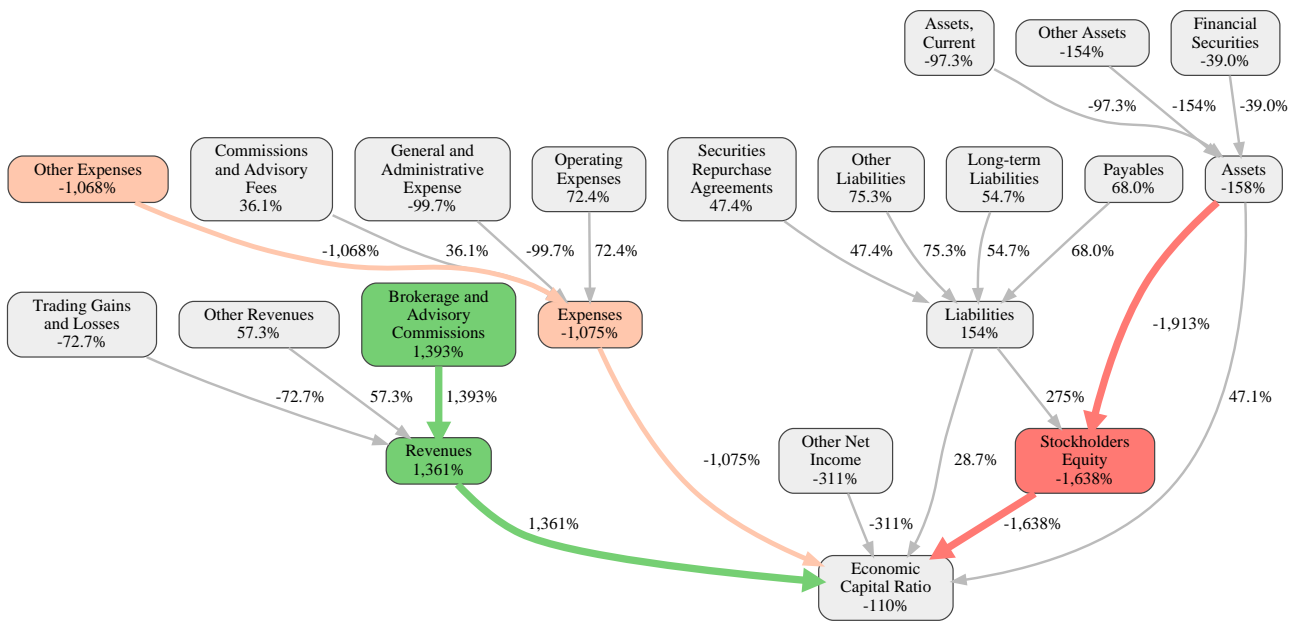 Assets,
Current
-97.3%
Other Assets
-154%
Financial
Securities
-39.0%
-97.3%
-154%
-39.0%
Other Expenses
-1,068%
Commissions
and Advisory
Fees
36.1%
General and
Administrative
Expense
-99.7%
Operating
Expenses
72.4%
Securities
Repurchase
Agreements
47.4%
Other
Liabilities
75.3%
Long-term
Liabilities
54.7%
Payables
68.0%
Assets
-158%
-1,068%
36.1%
-99.7%
72.4%
47.4%
75.3%
54.7%
68.0%
Trading Gains
and Losses
-72.7%
Other Revenues
57.3%
Brokerage and
Advisory
Commissions
1,393%
Expenses
-1,075%
Liabilities
154%
-1,913%
-72.7%
57.3%
1,393%
275%
47.1%
Revenues
1,361%
-1,075%
Other Net
Income
-311%
28.7%
Stockholders
Equity
-1,638%
1,361%
-311%
-1,638%
Economic
Capital Ratio
-110%